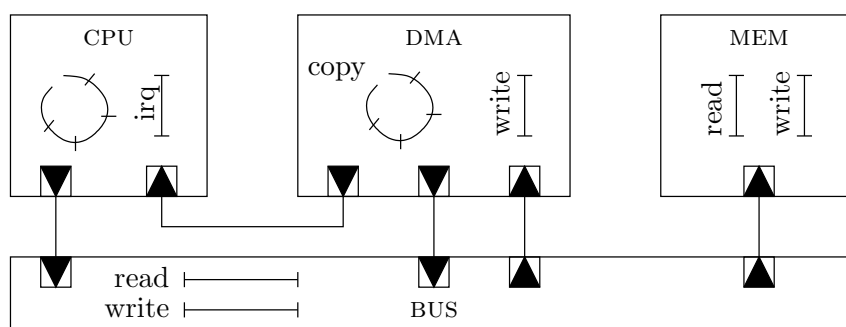 CPU
irq
DMA
copy
write
MEM
read
write
read
write
BUS